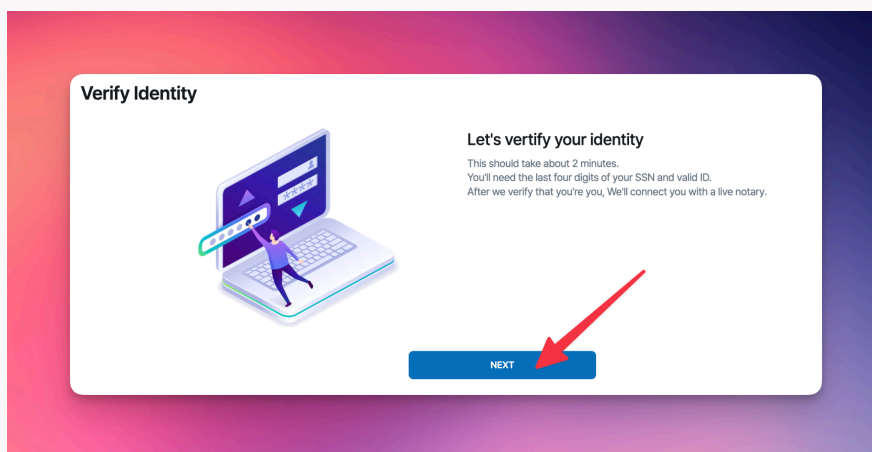 Verify Identity
Let's vertify your identity
This should take about 2 minutes.
You'll need the last four digits of your SSN and valid ID.
After we verify that you're you, We'll connect you with a live notary.
****
NEXT